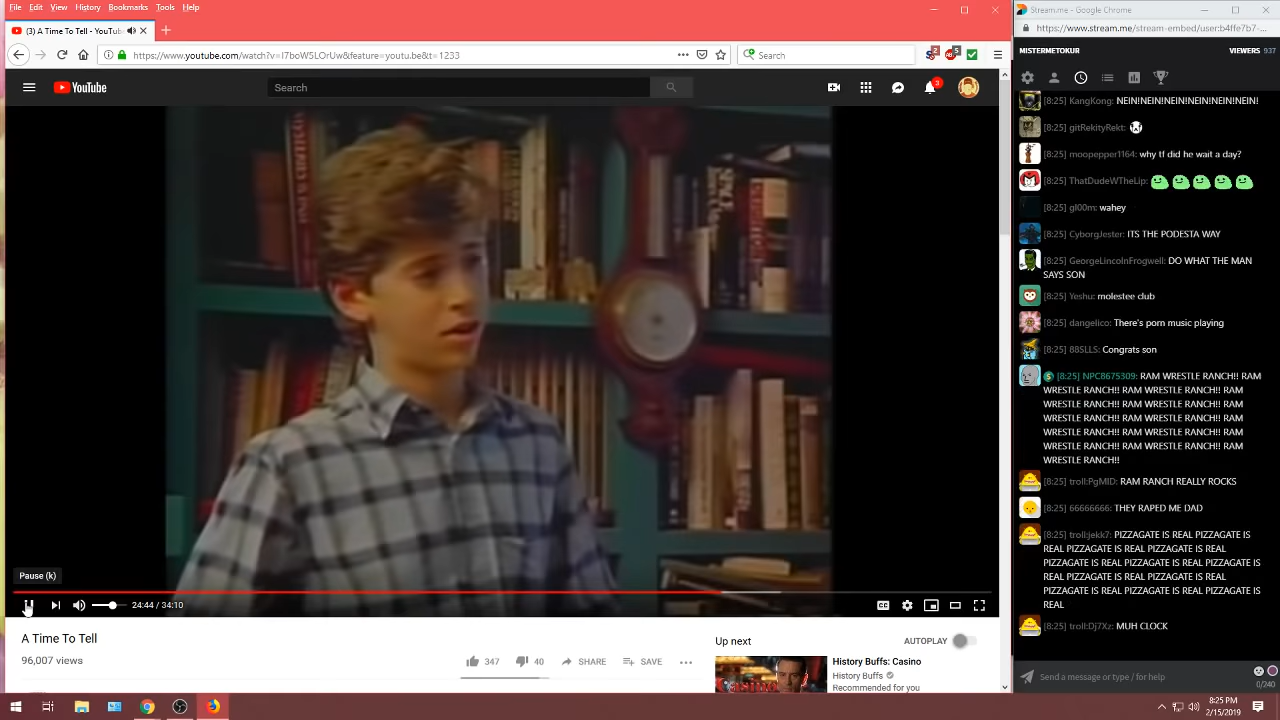 File Edit View History Bookmarks Tools Help
(3) A Time To Tell - YouTube
https://www.youtube.com/watch?v=I7boW5LOrUw&feature=youtu.be&t=1233
Search
2
5
YouTube
Search
3
Pause (k)
24:44 / 34:10
A Time To Tell
96,007 views
347
40
SHARE
SAVE
Up next
AUTOPLAY
History Buffs: Casino
History Buffs
Recommended for you
Stream.me - Google Chrome
https://www.stream.me/stream-embed/user:b4ffe7b7-...
MISTERMETOKUR
VIEWERS 937
[8:25] KangKong: NEIN!NEIN!NEIN!NEIN!NEIN!NEIN!NEIN!
[8:25] gitRekityRekt:
[8:25] moopepper1164: why tf did he wait a day?
[8:25] ThatDudeWTheLip:
[8:25] gl00m: wahey
[8:25] CyborgJester: ITS THE PODESTA WAY
[8:25] GeorgeLincolnFrogwell: DO WHAT THE MAN
SAYS SON
[8:25] Yeshu: molestee club
[8:25] dangelico: There's porn music playing
[8:25] 88SLLS: Congrats son
[8:25] NPC8675309: RAM WRESTLE RANCH!! RAM
WRESTLE RANCH!! RAM WRESTLE RANCH!! RAM
WRESTLE RANCH!! RAM WRESTLE RANCH!! RAM
WRESTLE RANCH!! RAM WRESTLE RANCH!! RAM
WRESTLE RANCH!! RAM WRESTLE RANCH!! RAM
WRESTLE RANCH!! RAM WRESTLE RANCH!! RAM
WRESTLE RANCH!!
[8:25] troll:PgMID: RAM RANCH REALLY ROCKS
[8:25] 66666666: THEY RAPED ME DAD
[8:25] troll:jekk7: PIZZAGATE IS REAL PIZZAGATE IS
REAL PIZZAGATE IS REAL PIZZAGATE IS REAL
PIZZAGATE IS REAL PIZZAGATE IS REAL PIZZAGATE IS
REAL PIZZAGATE IS REAL PIZZAGATE IS REAL
PIZZAGATE IS REAL PIZZAGATE IS REAL PIZZAGATE IS
REAL
[8:25] troll:Dj7Xz: MUH CLOCK
Send a message or type / for help
0/240
8:25 PM
2/15/2019